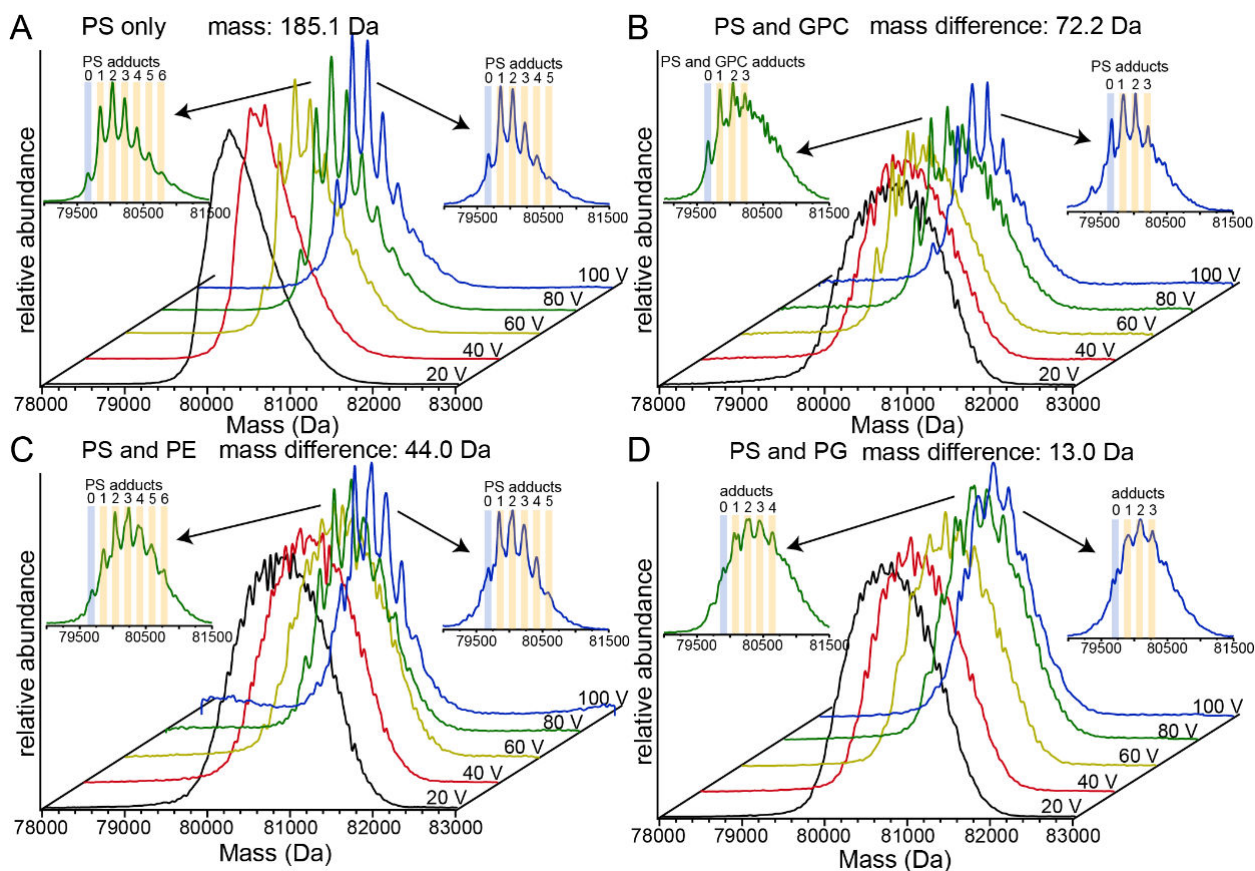 A PS only mass: 185.1 Da
PS adducts
0 1 2 3 4 5 6
79500 80500 81500
PS adducts
0 1 2 3 4 5
79500 80500 81500
relative abundance
100 V
80 V
60 V
40 V
20 V
78000 79000 80000 81000 82000 83000
Mass (Da)
B PS and GPC mass difference: 72.2 Da
PS and GPC adducts
0 1 2 3
79500 80500 81500
PS adducts
0 1 2 3
79500 80500 81500
relative abundance
100 V
80 V
60 V
40 V
20 V
78000 79000 80000 81000 82000 83000
Mass (Da)
C PS and PE mass difference: 44.0 Da
PS adducts
0 1 2 3 4 5 6
79500 80500 81500
PS adducts
0 1 2 3 4 5
79500 80500 81500
relative abundance
100 V
80 V
60 V
40 V
20 V
78000 79000 80000 81000 82000 83000
Mass (Da)
D PS and PG mass difference: 13.0 Da
adducts
0 1 2 3 4
79500 80500 81500
adducts
0 1 2 3
79500 80500 81500
relative abundance
100 V
80 V
60 V
40 V
20 V
78000 79000 80000 81000 82000 83000
Mass (Da)